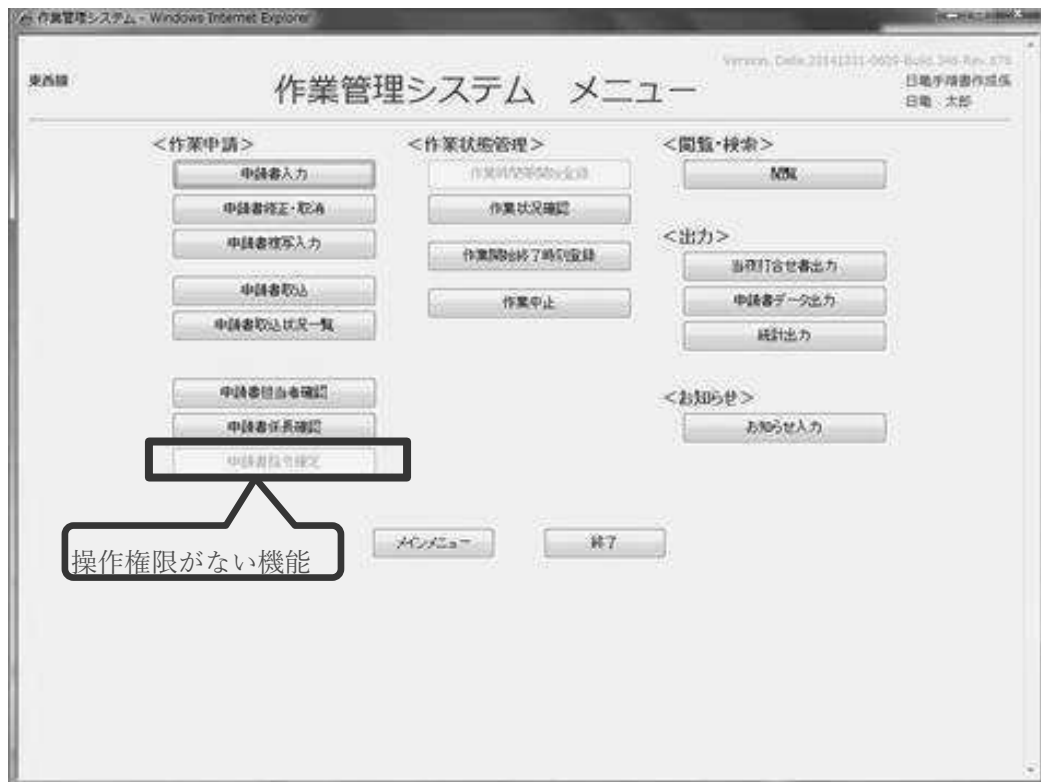 作業管理システム - Windows Internet Explorer
東西線
作業管理システム メニュー
日電手順書作成係
日電 太郎
<作業申請>
申請書入力
申請書修正・取消
申請書複写入力
申請書取込
申請書取込状況一覧
申請書担当者確認
申請書係長確認
<作業状態管理>
作業状況確認
作業開始終了時刻登録
作業中止
<閲覧・検索>
閲覧
<出力>
当夜打合せ書出力
申請書データ出力
統計出力
<お知らせ>
お知らせ入力
操作権限がない機能
メインメニュー
終了